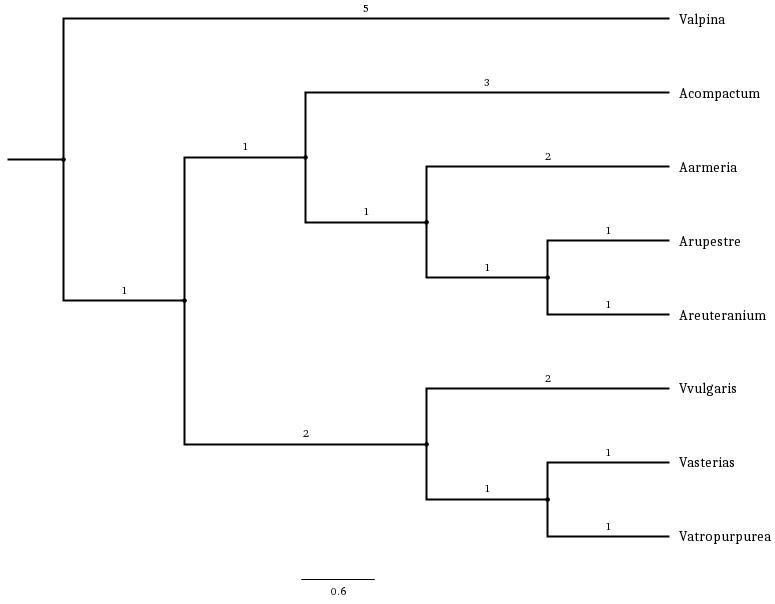 5
Valpina
3
Acompactum
1
2
Aarmeria
1
1
Arupestre
1
1
1
Areuteranium
2
Vvulgaris
2
1
Vasterias
1
1
Vatropurpurea
0.6